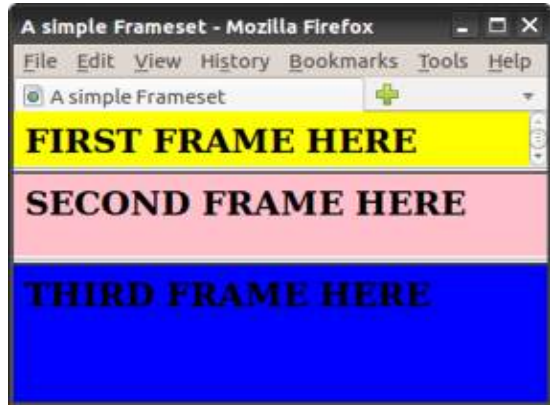 A simple Frameset - Mozilla Firefox
File Edit View History Bookmarks Tools Help
A simple Frameset
FIRST FRAME HERE
SECOND FRAME HERE
THIRD FRAME HERE